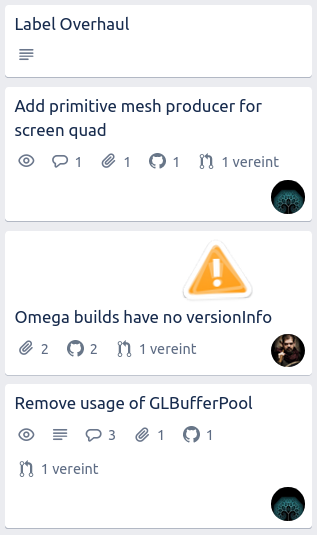 Label Overhaul
Add primitive mesh producer for
screen quad
1 1 1 1 vereint
Omega builds have no versionInfo
2 2 1 vereint
Remove usage of GLBufferPool
3 1 1
1 vereint